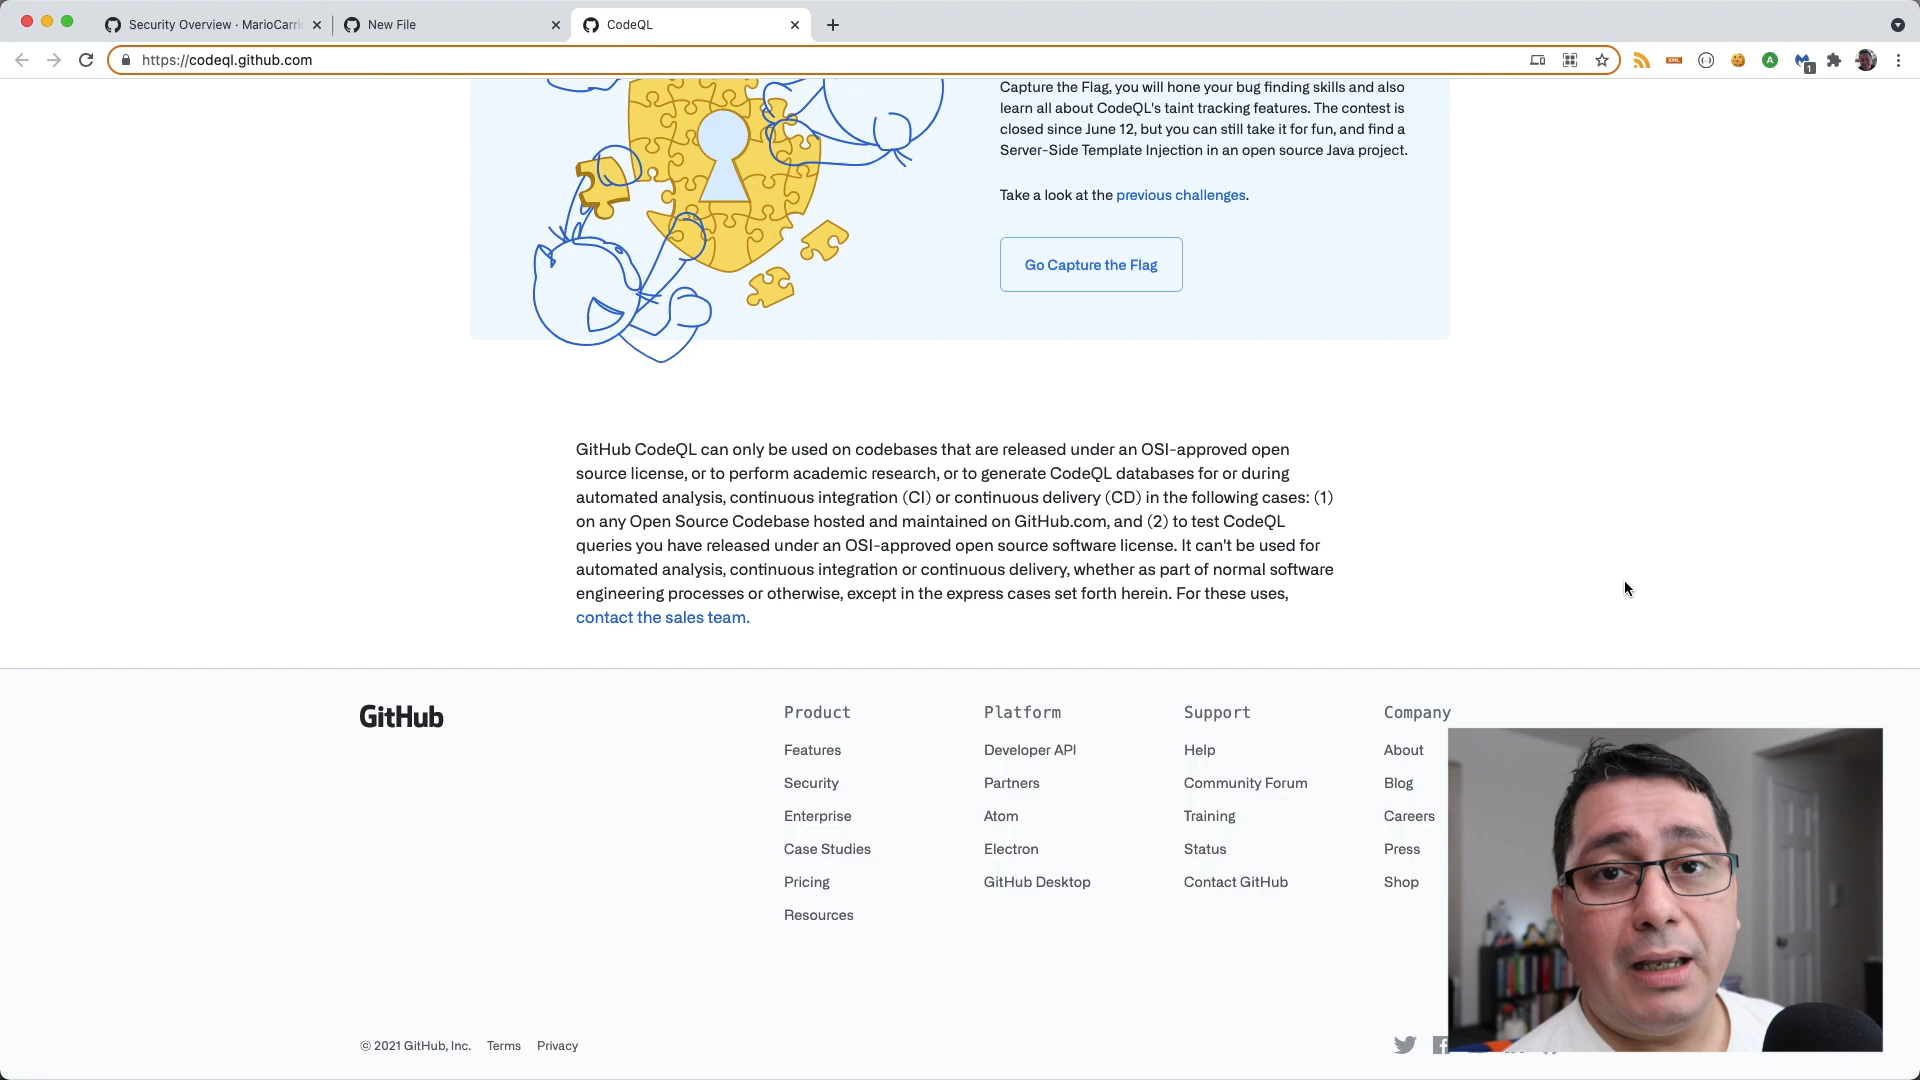 Security Overview · MarioCarri
New File
CodeQL
https://codeql.github.com
XML
A
1
Capture the Flag, you will hone your bug finding skills and also
learn all about CodeQL's taint tracking features. The contest is
closed since June 12, but you can still take it for fun, and find a
Server-Side Template Injection in an open source Java project.
Take a look at the previous challenges.
Go Capture the Flag
GitHub CodeQL can only be used on codebases that are released under an OSI-approved open
source license, or to perform academic research, or to generate CodeQL databases for or during
automated analysis, continuous integration (CI) or continuous delivery (CD) in the following cases: (1)
on any Open Source Codebase hosted and maintained on GitHub.com, and (2) to test CodeQL
queries you have released under an OSI-approved open source software license. It can't be used for
automated analysis, continuous integration or continuous delivery, whether as part of normal software
engineering processes or otherwise, except in the express cases set forth herein. For these uses,
contact the sales team.
GitHub
Product
Features
Security
Enterprise
Case Studies
Pricing
Resources
Platform
Developer API
Partners
Atom
Electron
GitHub Desktop
Support
Help
Community Forum
Training
Status
Contact GitHub
Company
About
Blog
Careers
Press
Shop
© 2021 GitHub, Inc.
Terms
Privacy